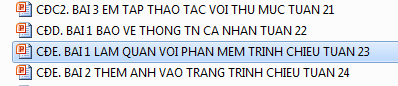 CĐC2. BAI 3 EM TAP THAO TAC VOI THU MUC TUAN 21
CĐD. BAI 1 BAO VE THONG TN CA NHAN TUAN 22
CĐE. BAI 1 LAM QUAN VOI PHAN MEM TRINH CHIEU TUAN 23
CĐE. BAI 2 THEM ANH VAO TRANG TRINH CHIEU TUAN 24